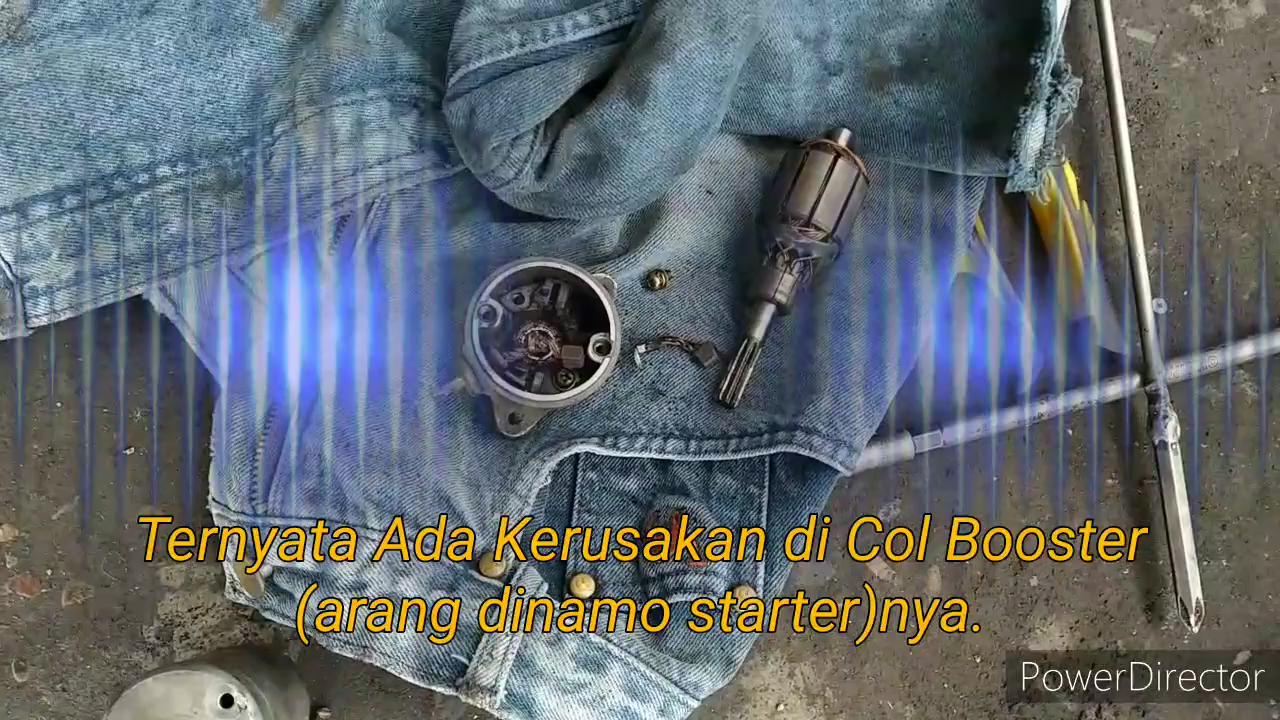 Ternyata Ada Kerusakan di Col Booster
(arang dinamo starter)nya.
PowerDirector